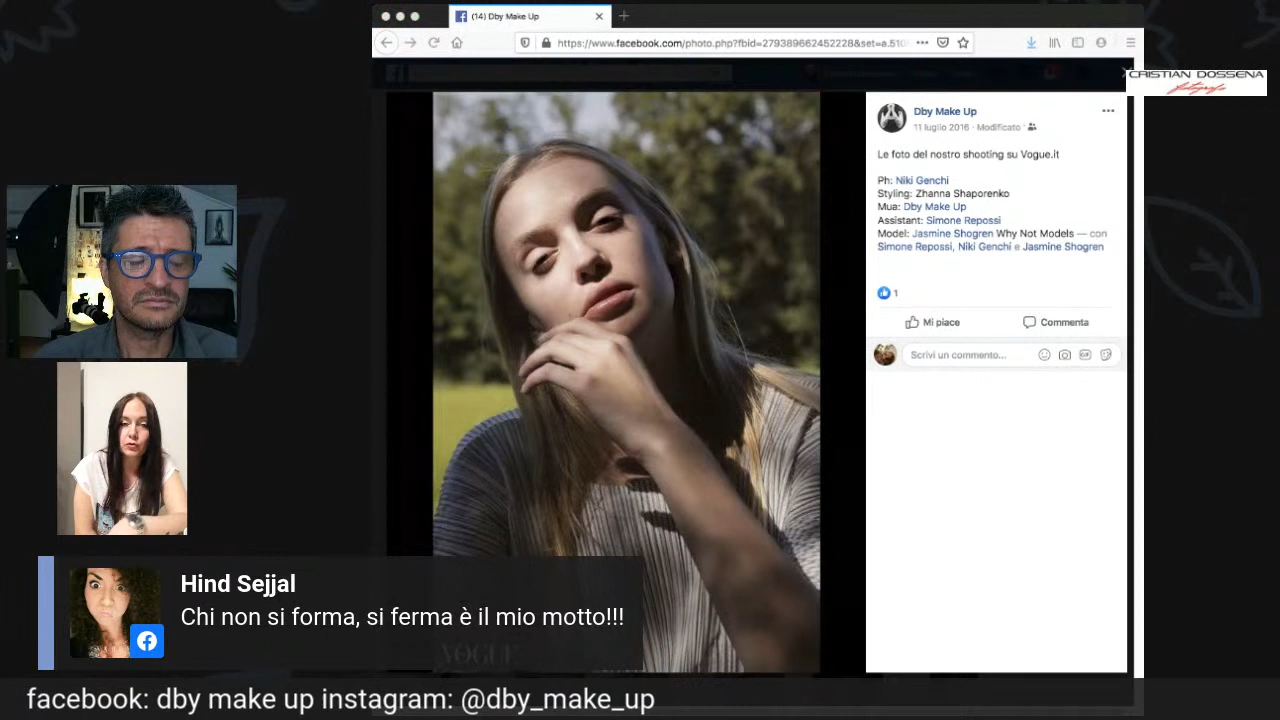 (14) Dby Make Up
https://www.facebook.com/photo.php?fbid=279389662452228&set=a.510
CRISTIAN DOSSENA
fotografo
Dby Make Up
11 luglio 2016 · Modificato ·
Le foto del nostro shooting su Vogue.it
Ph: Niki Genchi
Styling: Zhanna Shaporenko
Mua: Dby Make Up
Assistant: Simone Repossi
Model: Jasmine Shogren Why Not Models — con
Simone Repossi, Niki Genchi e Jasmine Shogren
1
Mi piace
Commenta
Scrivi un commento...
GIF
Hind Sejjal
Chi non si forma, si ferma è il mio motto!!!
VOGUE
facebook: dby make up instagram: @dby_make_up